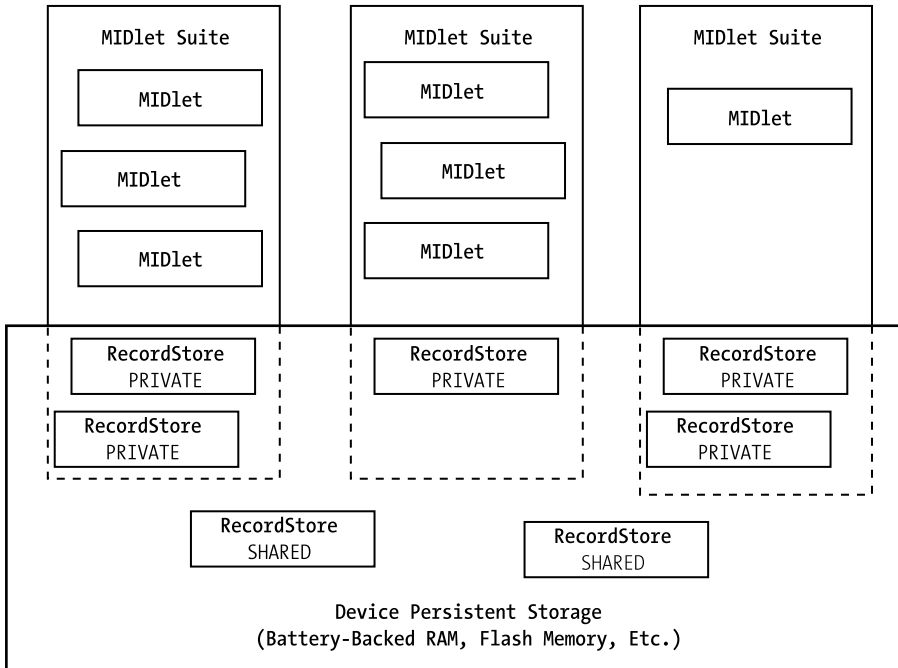 MIDlet Suite
MIDlet
MIDlet
MIDlet
MIDlet Suite
MIDlet
MIDlet
MIDlet
MIDlet Suite
MIDlet
RecordStore
PRIVATE
RecordStore
PRIVATE
RecordStore
PRIVATE
RecordStore
PRIVATE
RecordStore
PRIVATE
RecordStore
SHARED
RecordStore
SHARED
Device Persistent Storage
(Battery-Backed RAM, Flash Memory, Etc.)